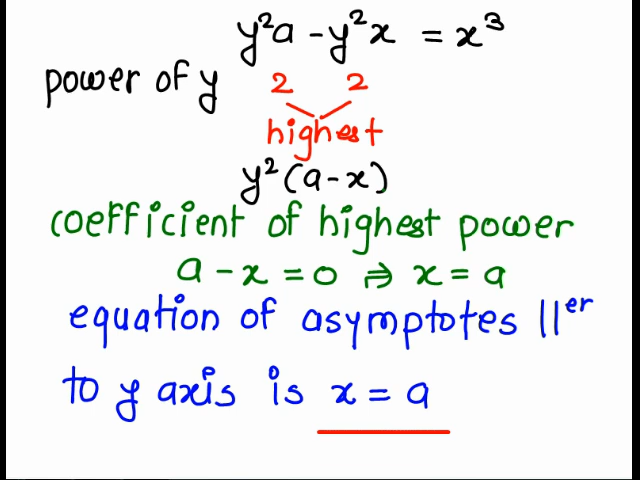 y²a - y²x = x³
power of y 2 2
highest
y²(a-x)
coefficient of highest power
a - x = 0 ⇒ x = a
equation of asymptotes ||er
to y axis is x = a